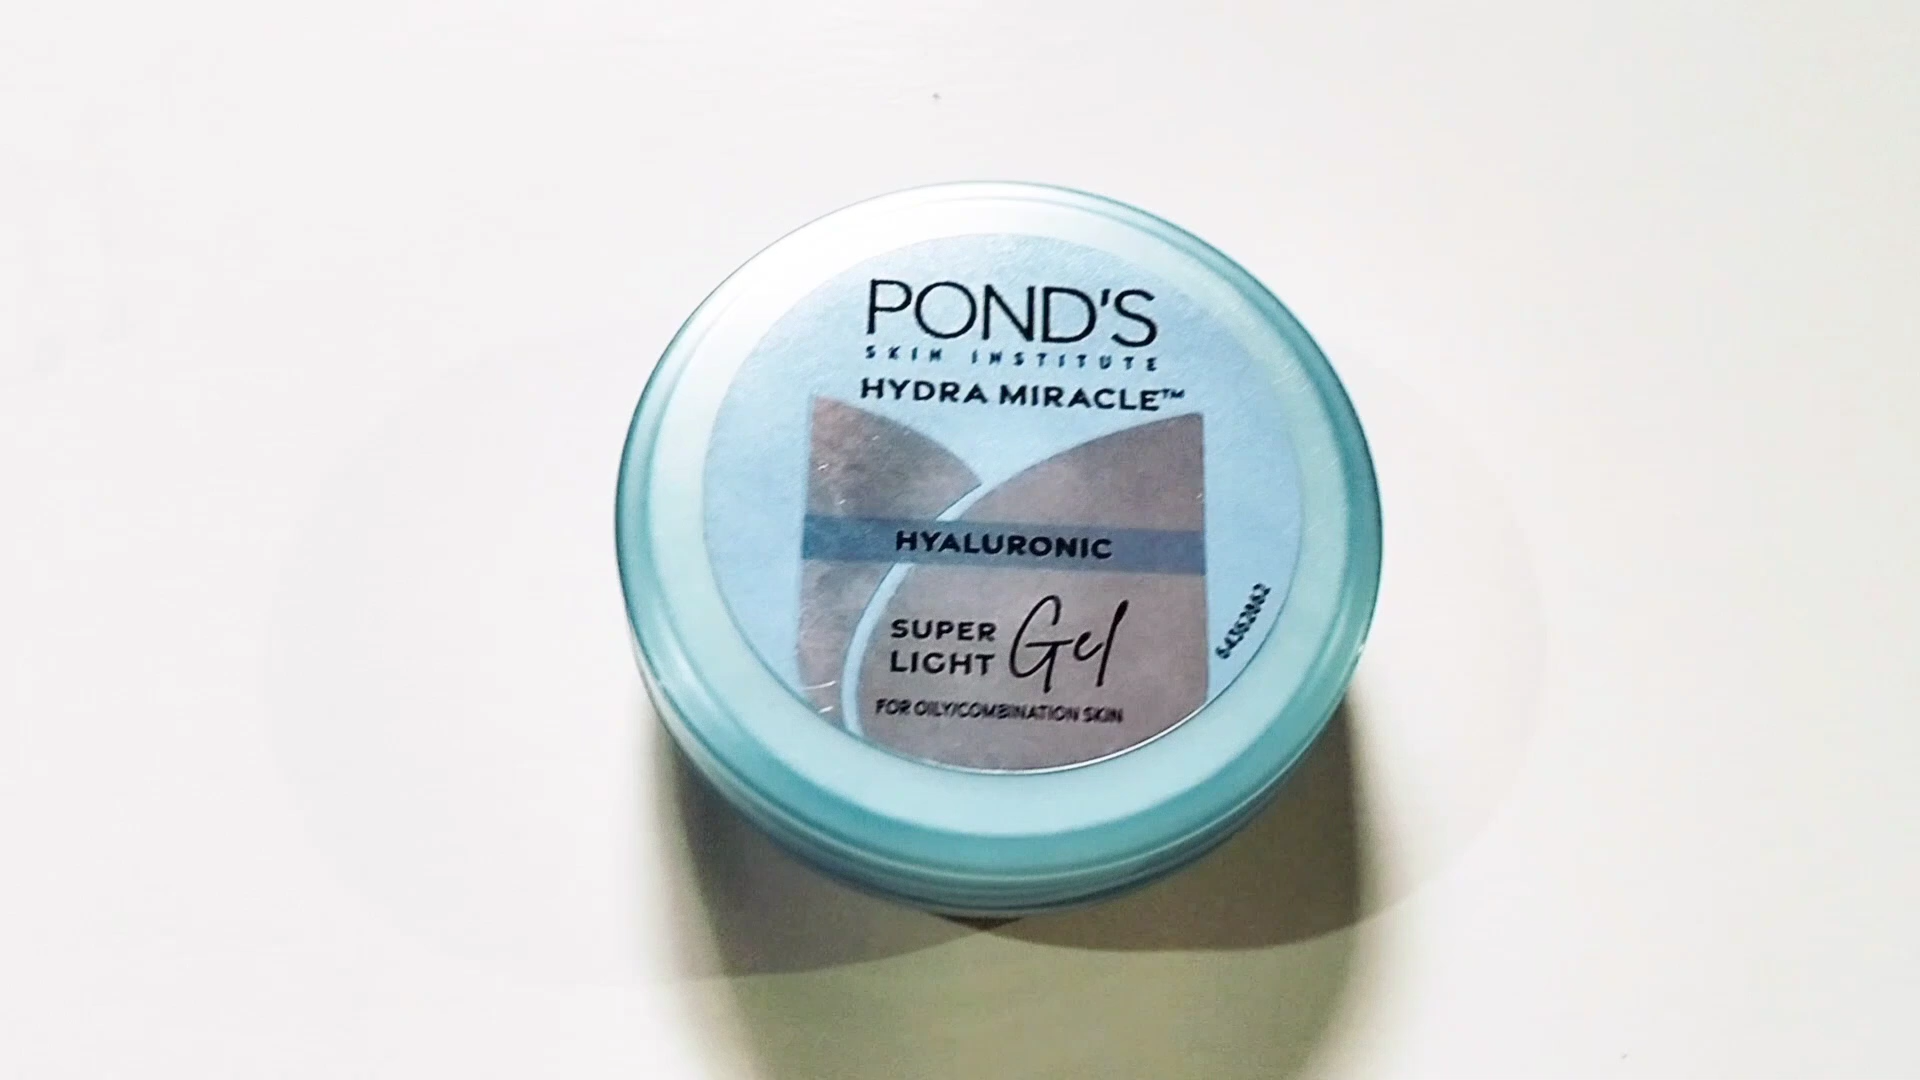 POND'S
SKIN INSTITUTE
HYDRA MIRACLE™
HYALURONIC
SUPER LIGHT Gel
FOR OILY/COMBINATION SKIN